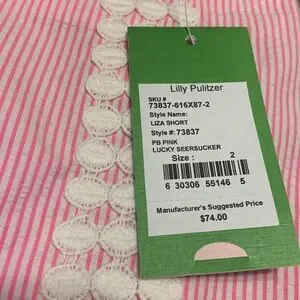 Lilly Pulitzer
SKU #
73837-616X87-2
Style Name:
LIZA SHORT
Style #: 73837
PB PINK
LUCKY SEERSUCKER
Size : 2
6 30306 55146 5
Manufacturer's Suggested Price
$74.00